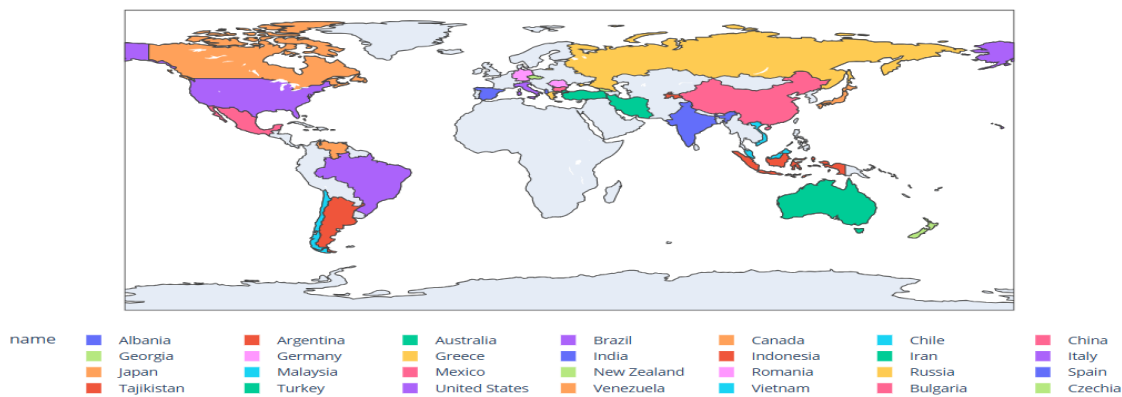 name Albania Argentina Australia Brazil Canada Chile China
Georgia Germany Greece India Indonesia Iran Italy
Japan Malaysia Mexico New Zealand Romania Russia Spain
Tajikistan Turkey United States Venezuela Vietnam Bulgaria Czechia